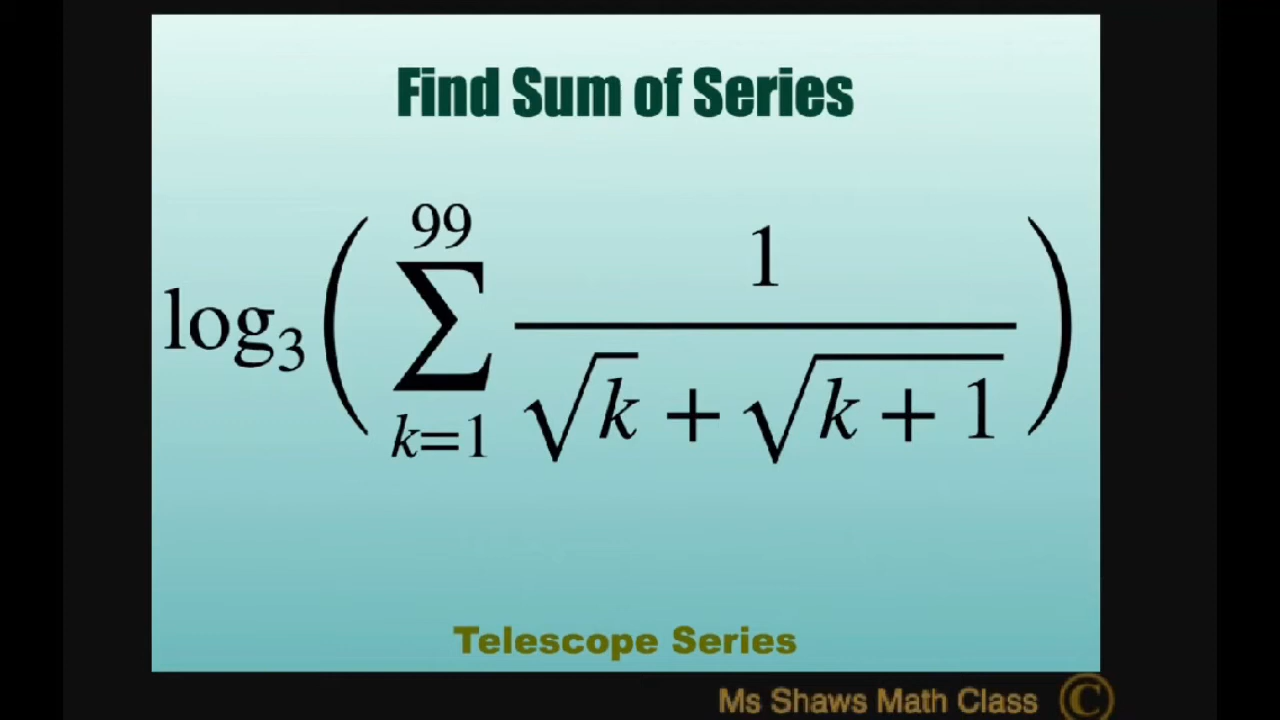 Find Sum of Series
log₃(∑_{k=1}^{99} 1/(√k + √(k + 1)))
Telescope Series
Ms Shaws Math Class ©